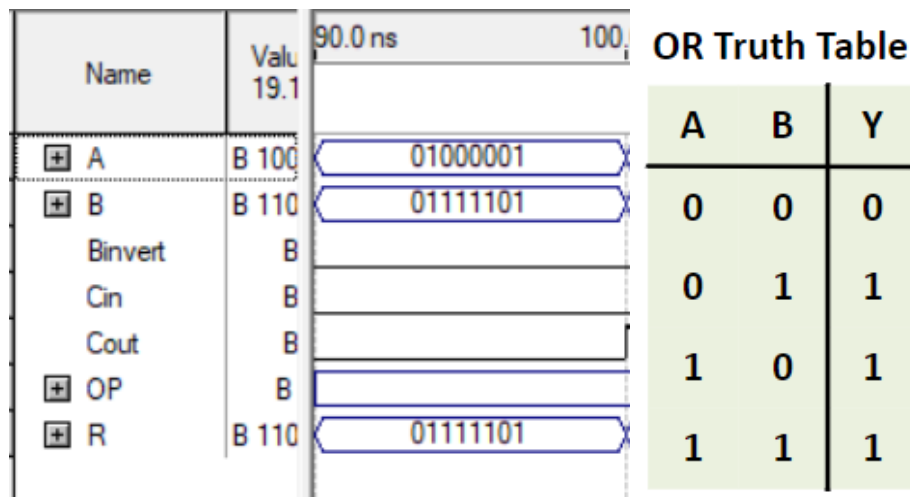 Name
Valu
19.1
90.0 ns
100.
A
B 100
01000001
B
B 110
01111101
Binvert
B
Cin
B
Cout
B
OP
B
R
B 110
01111101
OR Truth Table
A B Y
0 0 0
0 1 1
1 0 1
1 1 1